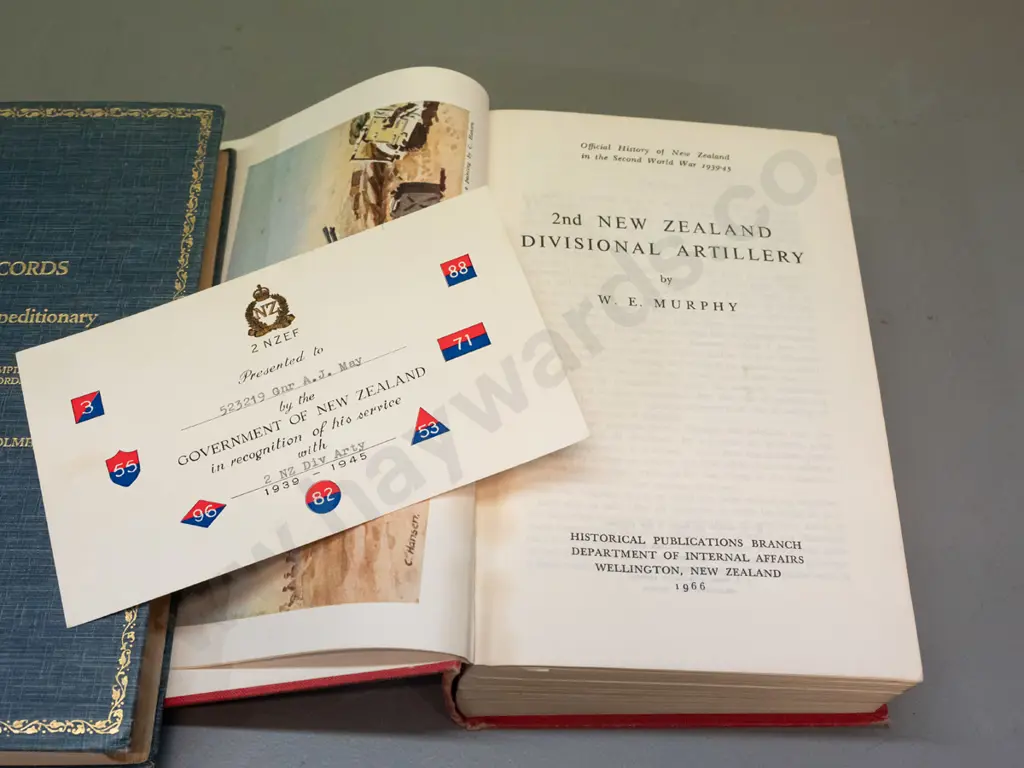 CORDS
peditionary
88
NZ
2 NZEF
Presented to
523219 Gnr A.J. May
by the
GOVERNMENT OF NEW ZEALAND
in recognition of his service
with
2 NZ Div Arty
1939 - 1945
3
71
55
53
96
82
C. Hansen.
Official History of New Zealand
in the Second World War 1939-45
2nd NEW ZEALAND
DIVISIONAL ARTILLERY
by
W. E. MURPHY
HISTORICAL PUBLICATIONS BRANCH
DEPARTMENT OF INTERNAL AFFAIRS
WELLINGTON, NEW ZEALAND
1966